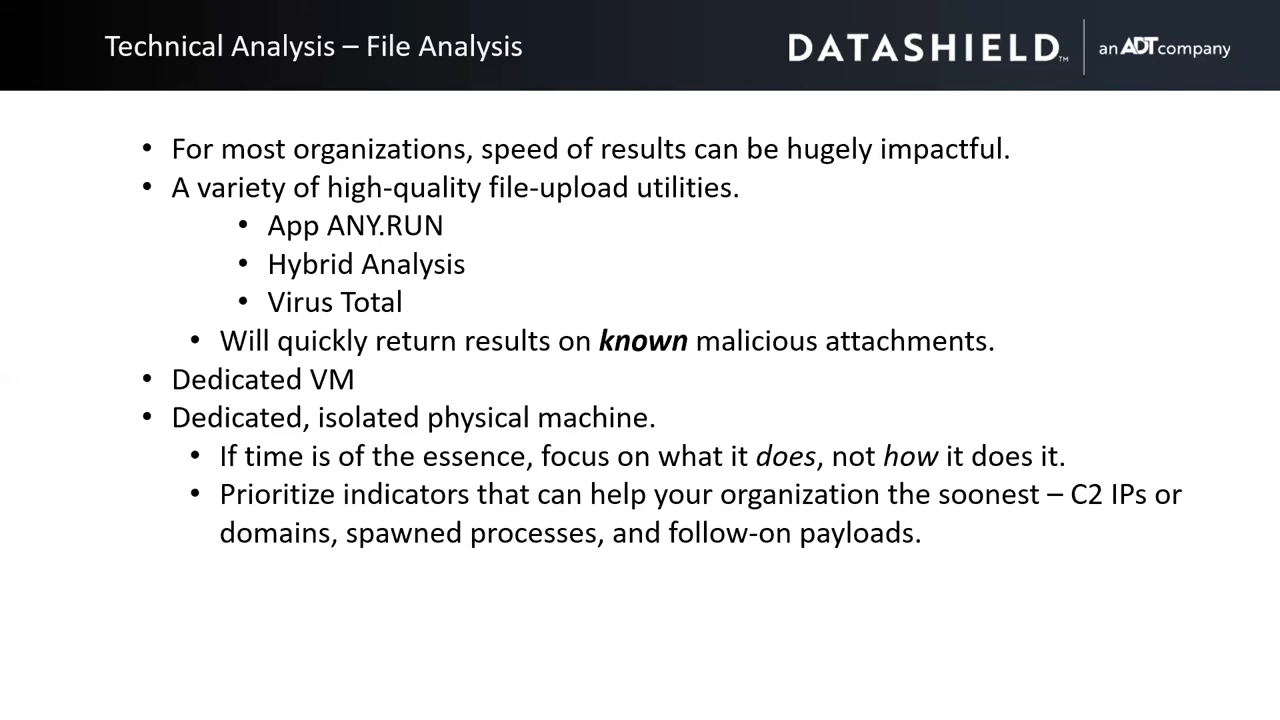 Technical Analysis – File Analysis
DATASHIELD™ an ADT company
• For most organizations, speed of results can be hugely impactful.
• A variety of high-quality file-upload utilities.
• App ANY.RUN
• Hybrid Analysis
• Virus Total
• Will quickly return results on known malicious attachments.
• Dedicated VM
• Dedicated, isolated physical machine.
• If time is of the essence, focus on what it does, not how it does it.
• Prioritize indicators that can help your organization the soonest – C2 IPs or
domains, spawned processes, and follow-on payloads.